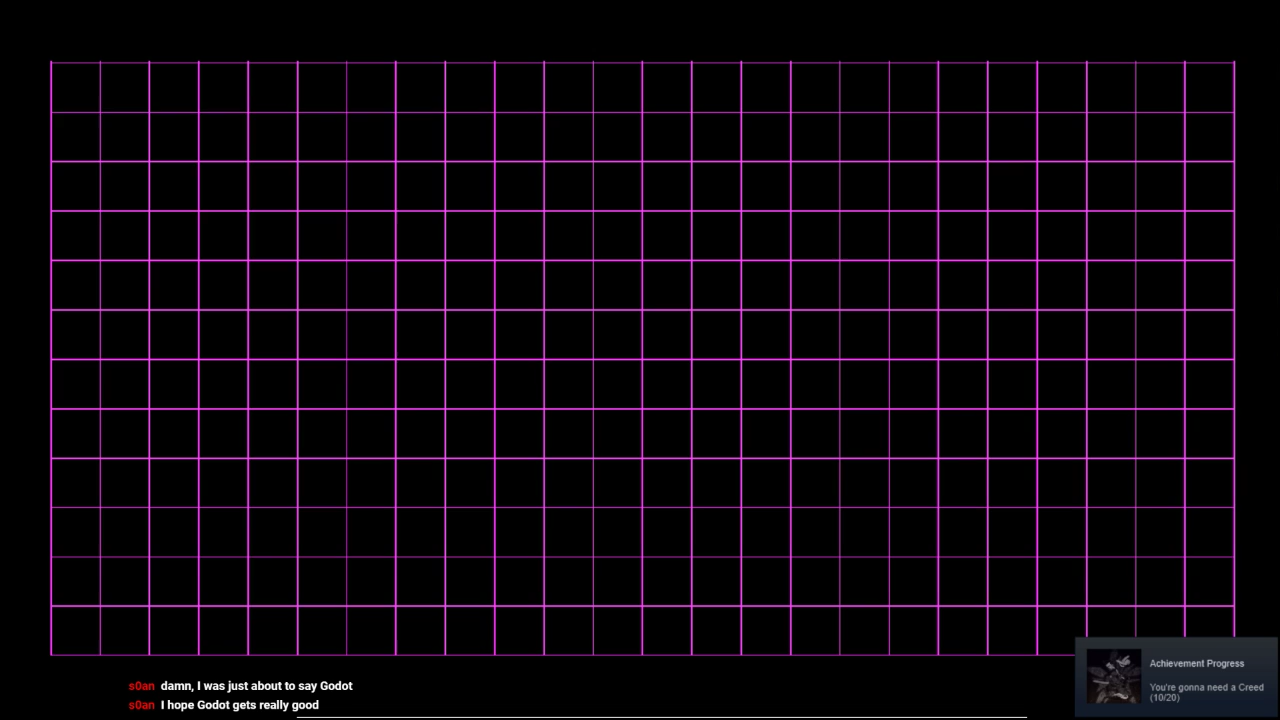 s0an damn, I was just about to say Godot
s0an I hope Godot gets really good
Achievement Progress
You're gonna need a Creed
(10/20)